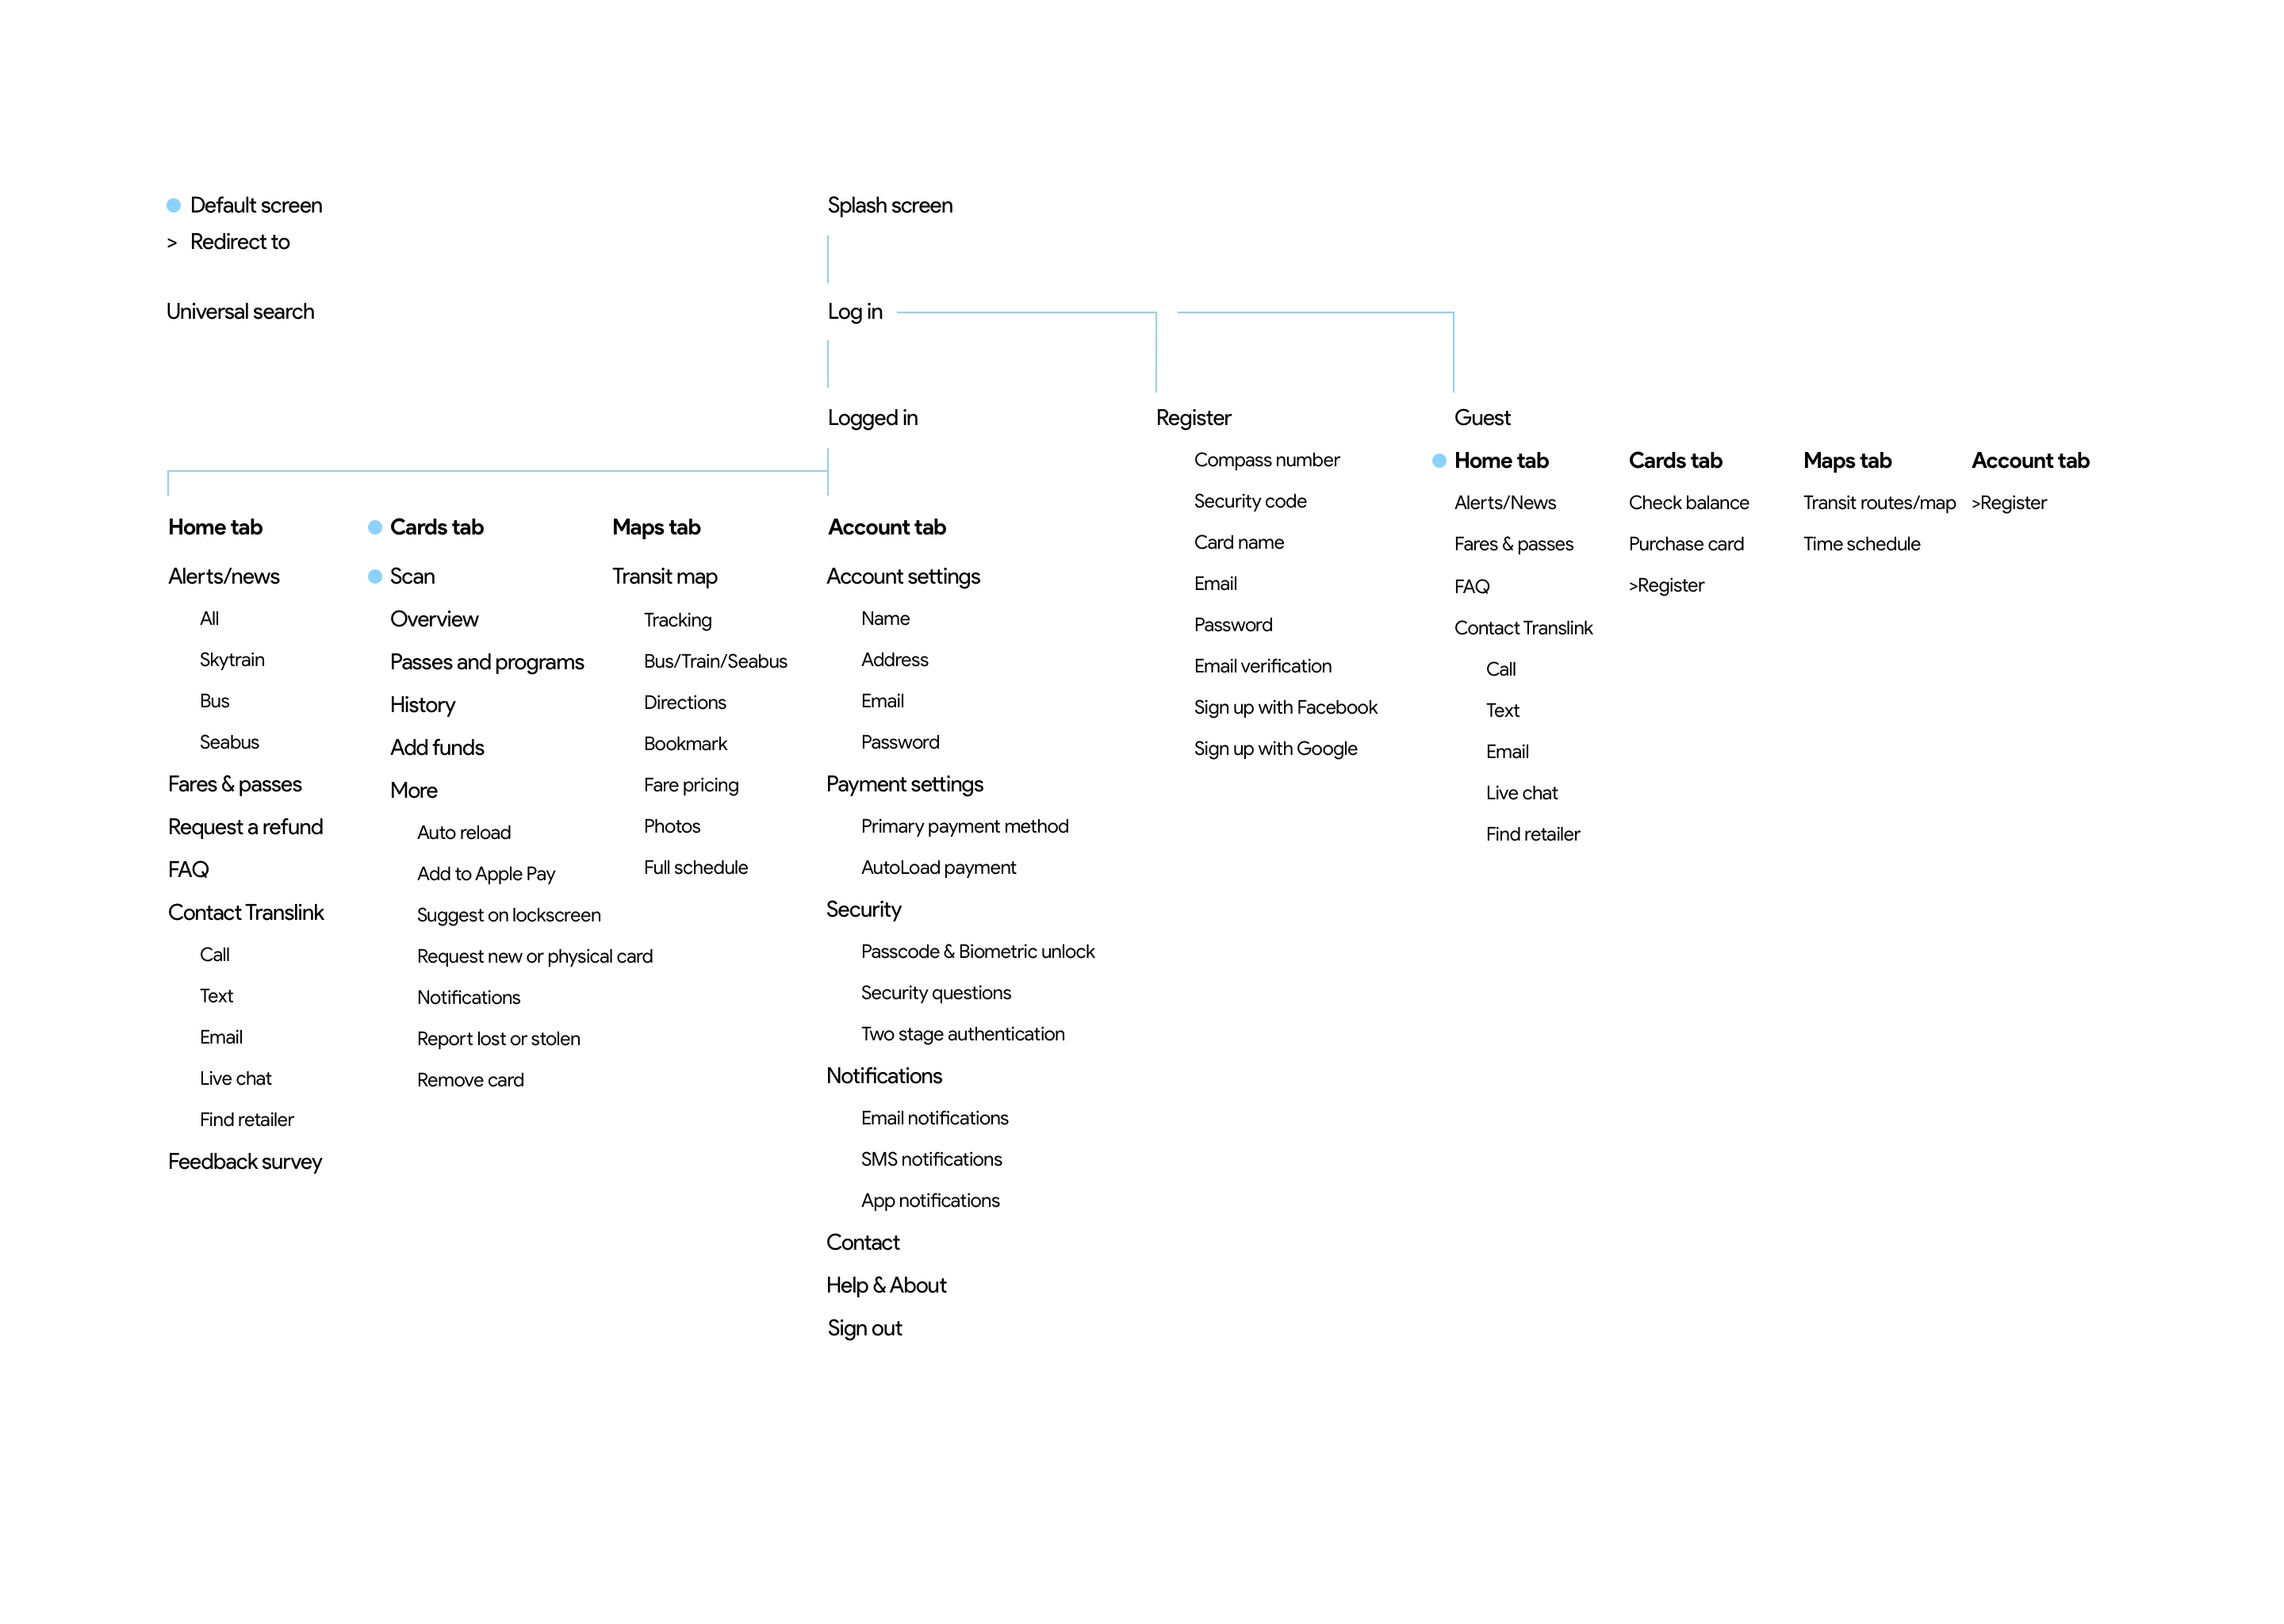 Default screen
> Redirect to
Universal search
Splash screen
Log in
Logged in
Home tab
Alerts/news
All
Skytrain
Bus
Seabus
Fares & passes
Request a refund
FAQ
Contact Translink
Call
Text
Email
Live chat
Find retailer
Feedback survey
Cards tab
Scan
Overview
Passes and programs
History
Add funds
More
Auto reload
Add to Apple Pay
Suggest on lockscreen
Request new or physical card
Notifications
Report lost or stolen
Remove card
Maps tab
Transit map
Tracking
Bus/Train/Seabus
Directions
Bookmark
Fare pricing
Photos
Full schedule
Account tab
Account settings
Name
Address
Email
Password
Payment settings
Primary payment method
AutoLoad payment
Security
Passcode & Biometric unlock
Security questions
Two stage authentication
Notifications
Email notifications
SMS notifications
App notifications
Contact
Help & About
Sign out
Register
Compass number
Security code
Card name
Email
Password
Email verification
Sign up with Facebook
Sign up with Google
Guest
Home tab
Alerts/News
Fares & passes
FAQ
Contact Translink
Call
Text
Email
Live chat
Find retailer
Cards tab
Check balance
Purchase card
>Register
Maps tab
Transit routes/map
Time schedule
Account tab
>Register